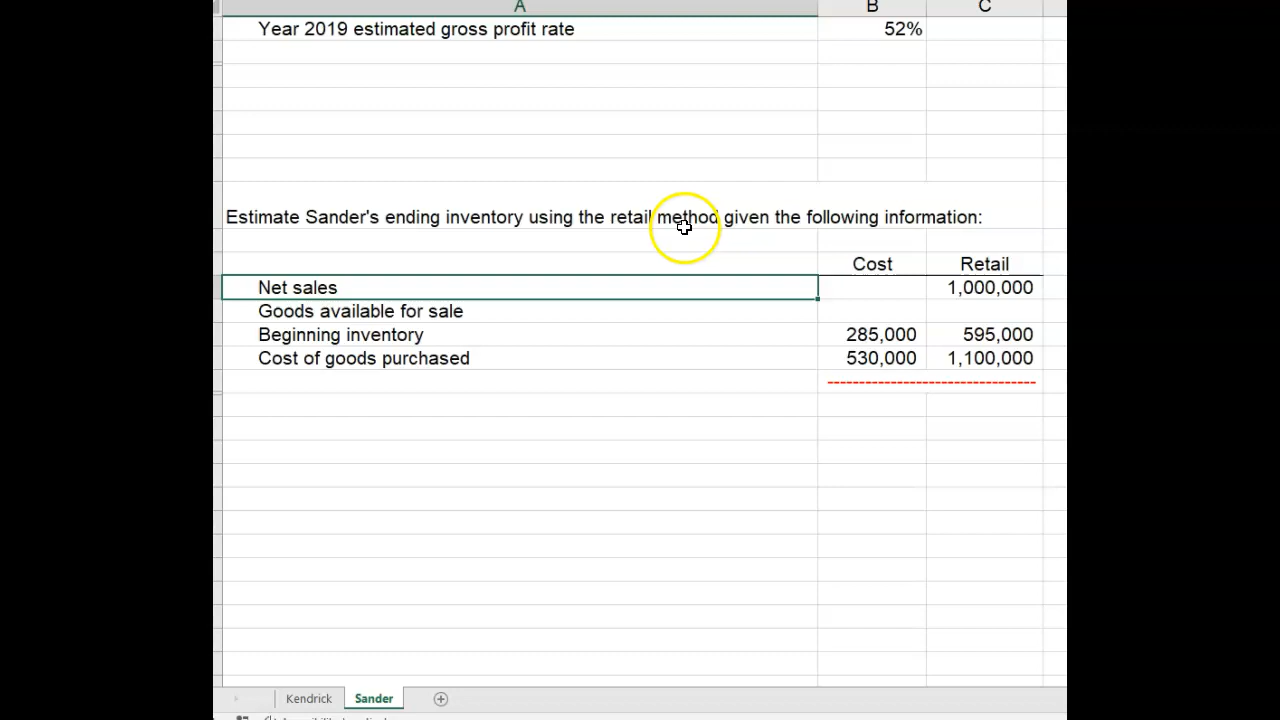 A B C
Year 2019 estimated gross profit rate 52%
Estimate Sander's ending inventory using the retail method given the following information:
Cost Retail
Net sales 1,000,000
Goods available for sale
Beginning inventory 285,000 595,000
Cost of goods purchased 530,000 1,100,000
---------------------------------
Kendrick Sander